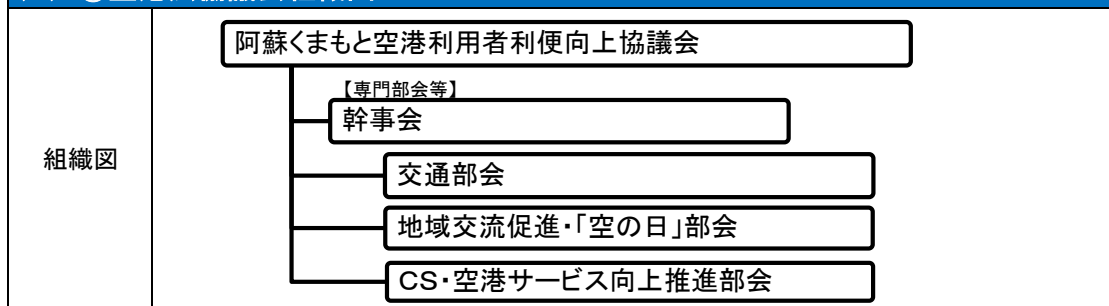 阿蘇くまもと空港利用者利便向上協議会
【専門部会等】
幹事会
組織図
交通部会
地域交流促進・「空の日」部会
CS・空港サービス向上推進部会